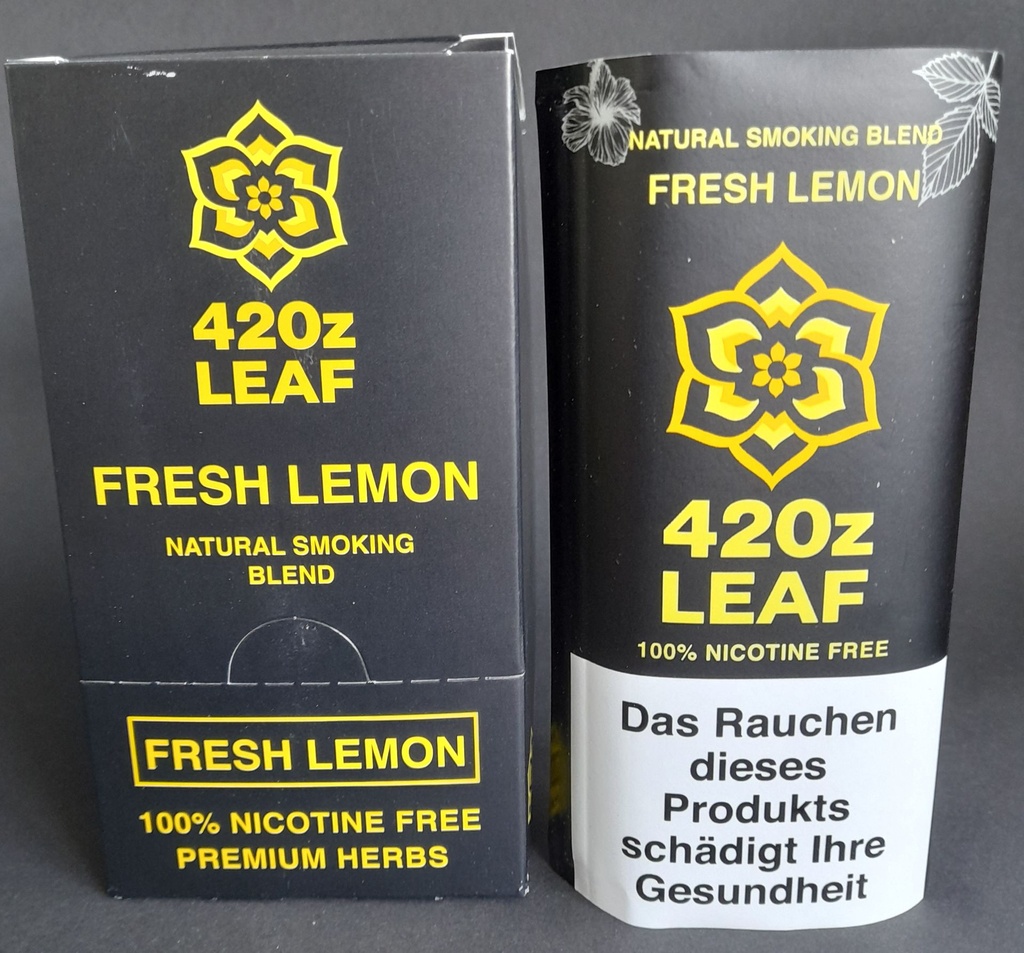 420z
LEAF
FRESH LEMON
NATURAL SMOKING
BLEND
FRESH LEMON
100% NICOTINE FREE
PREMIUM HERBS
NATURAL SMOKING BLEND
FRESH LEMON
420z
LEAF
100% NICOTINE FREE
Das Rauchen
dieses
Produkts
schädigt Ihre
Gesundheit